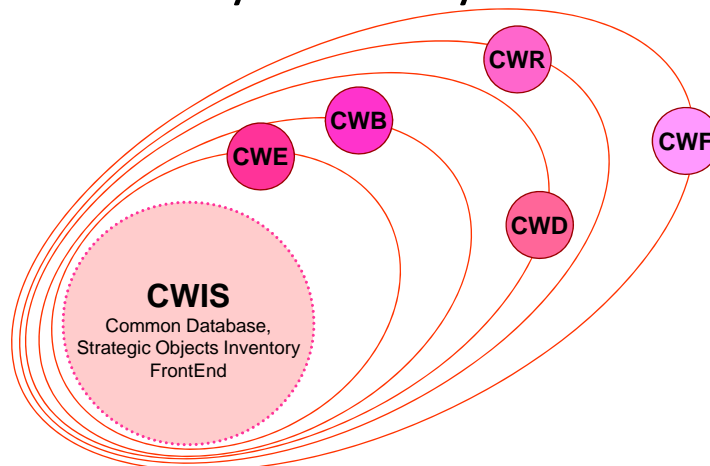 CWR
CWB
CWF
CWE
CWD
CWIS
Common Database,
Strategic Objects Inventory
FrontEnd